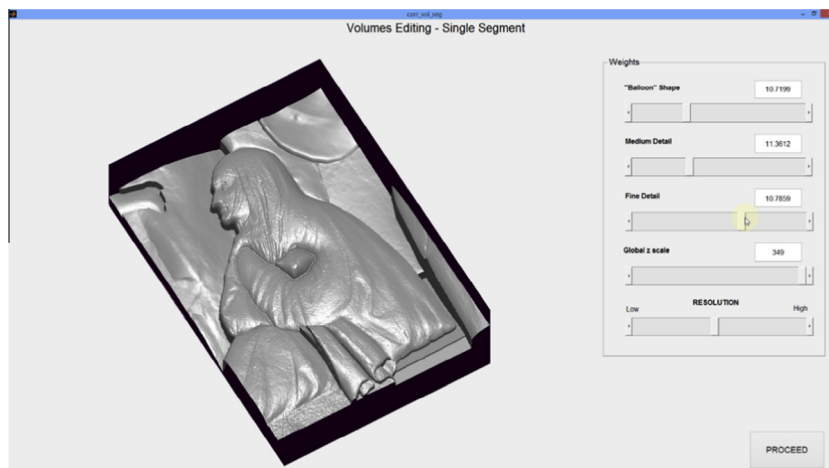 corr_vol_seg
Volumes Editing - Single Segment
Weights
"Balloon" Shape
10.7199
Medium Detail
11.3612
Fine Detail
10.7859
Global z scale
349
RESOLUTION
Low
High
PROCEED